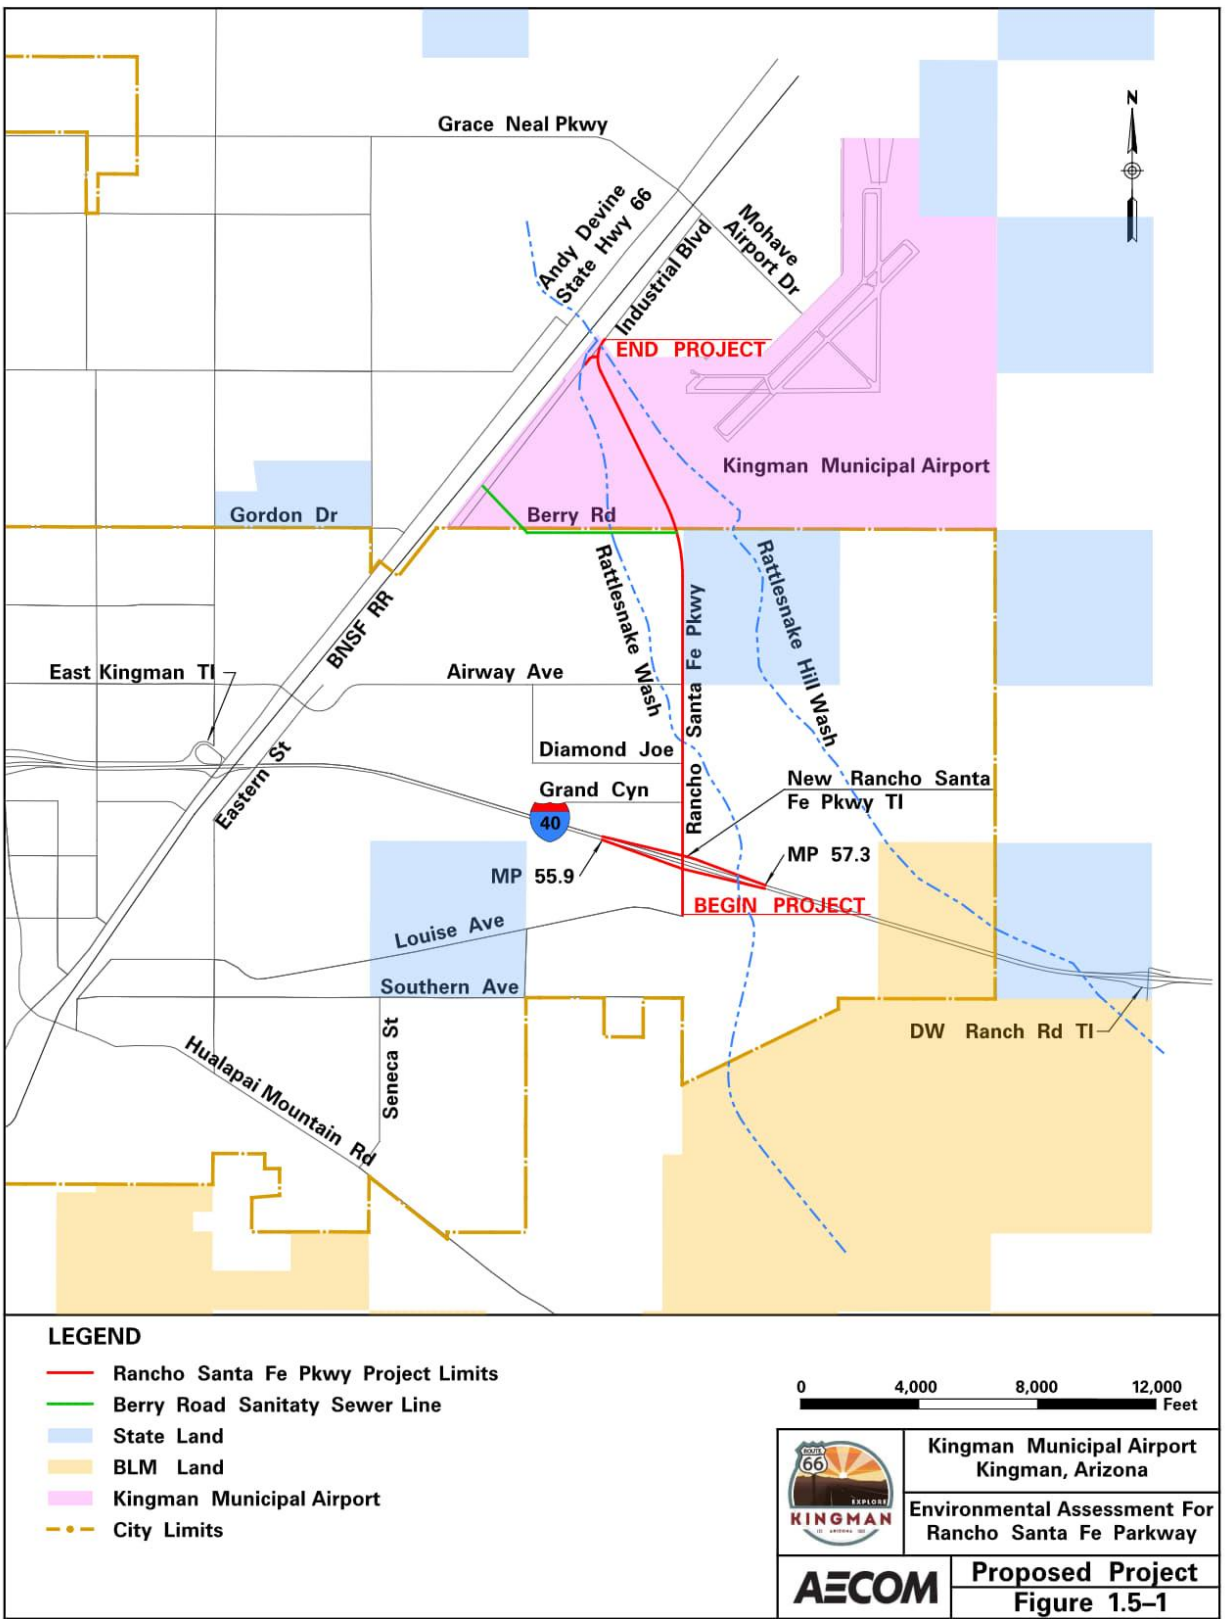 N
Grace Neal Pkwy
Andy Devine
State Hwy 66
Mohave
Airport Dr
Industrial Blvd
END PROJECT
Kingman Municipal Airport
Gordon Dr
Berry Rd
BNSF RR
Rattlesnake Wash
Rancho Santa Fe Pkwy
Rattlesnake Hill Wash
East Kingman TI
Airway Ave
Eastern St
Diamond Joe
Grand Cyn
New Rancho Santa
Fe Pkwy TI
40
MP 55.9
MP 57.3
BEGIN PROJECT
Louise Ave
Southern Ave
DW Ranch Rd TI
Seneca St
Hualapai Mountain Rd
LEGEND
Rancho Santa Fe Pkwy Project Limits
Berry Road Sanitaty Sewer Line
State Land
BLM Land
Kingman Municipal Airport
City Limits
0 4,000 8,000 12,000
Feet
ROUTE
66
EXPLORE
KINGMAN
Kingman Municipal Airport
Kingman, Arizona
Environmental Assessment For
Rancho Santa Fe Parkway
AECOM
Proposed Project
Figure 1.5–1